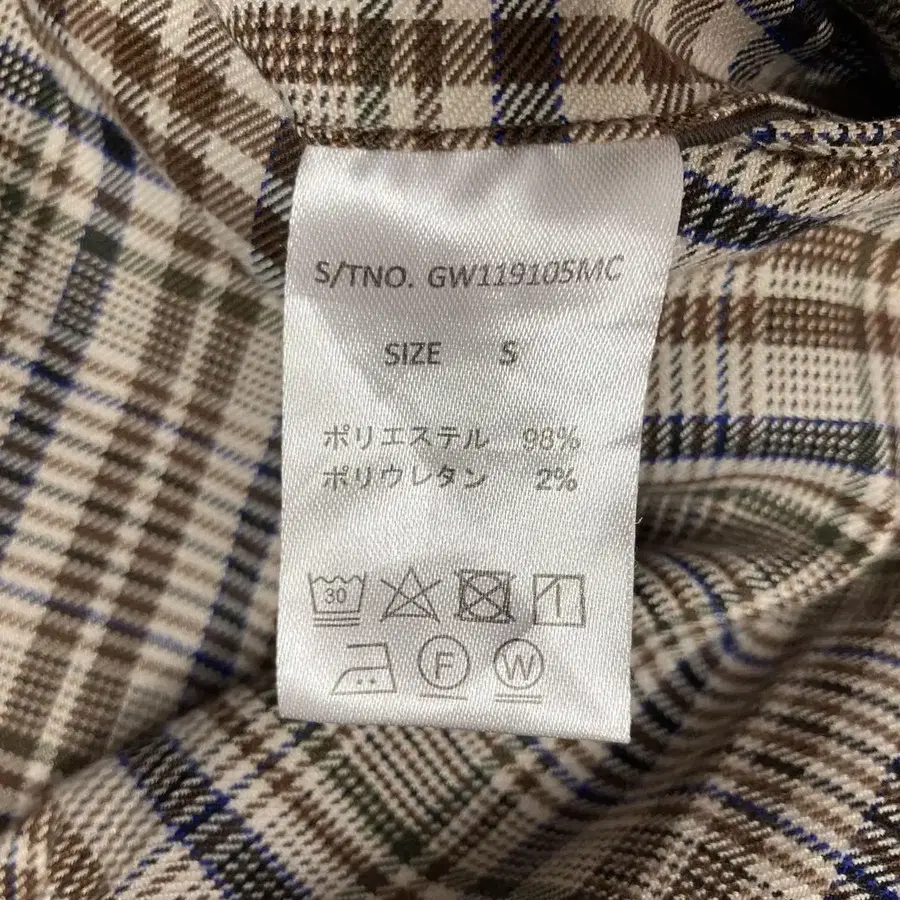 S/TNO. GW119105MC
SIZE S
ポリエステル 98%
ポリウレタン 2%
30
F W